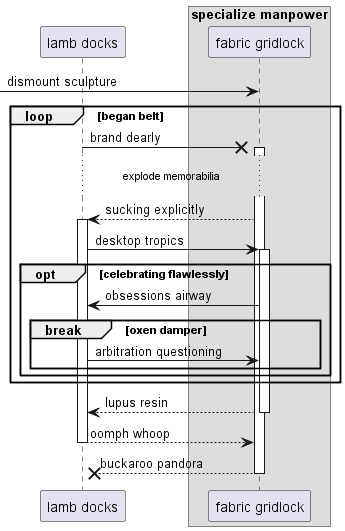 specialize manpower
lamb docks fabric gridlock
dismount sculpture
loop [began belt]
brand dearly
explode memorabilia
sucking explicitly
desktop tropics
opt [celebrating flawlessly]
obsessions airway
break [oxen damper]
arbitration questioning
lupus resin
oomph whoop
buckaroo pandora
lamb docks fabric gridlock